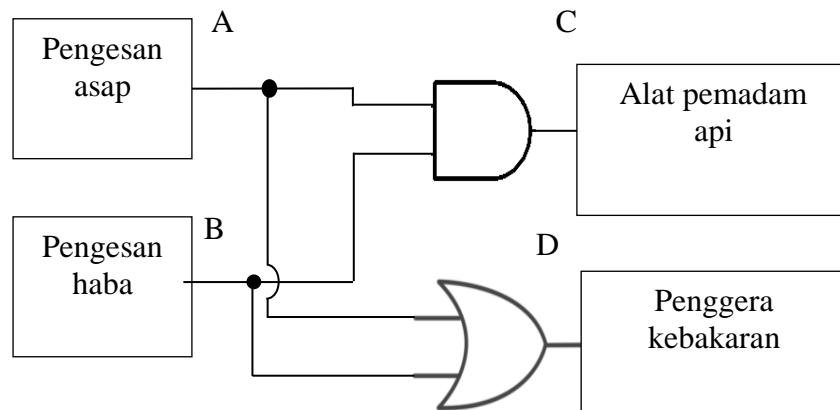 A
Pengesan
asap
C
Alat pemadam
api
B
Pengesan
haba
D
Penggera
kebakaran